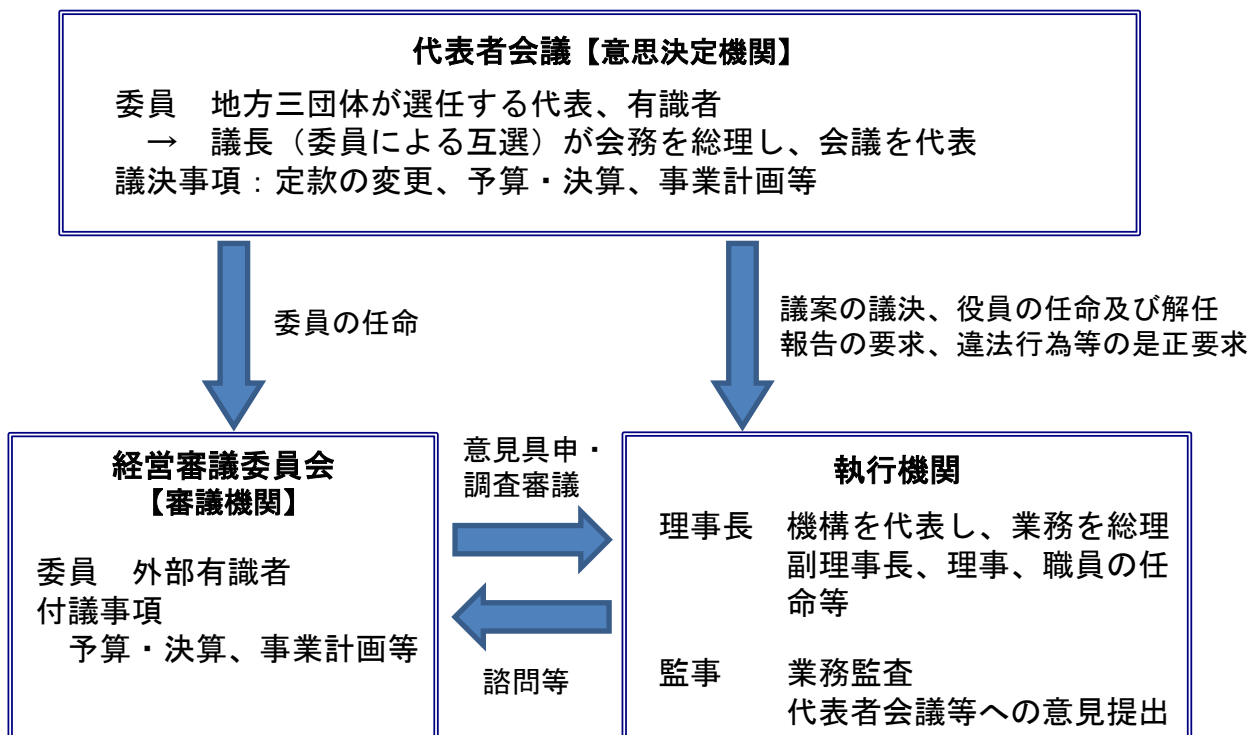 代表者会議【意思決定機関】
委員　地方三団体が選任する代表、有識者
→　議長（委員による互選）が会務を総理し、会議を代表
議決事項：定款の変更、予算・決算、事業計画等
委員の任命
議案の議決、役員の任命及び解任
報告の要求、違法行為等の是正要求
経営審議委員会
【審議機関】
委員　外部有識者
付議事項
予算・決算、事業計画等
意見具申・
調査審議
諮問等
執行機関
理事長　機構を代表し、業務を総理
副理事長、理事、職員の任
命等
監事　業務監査
代表者会議等への意見提出